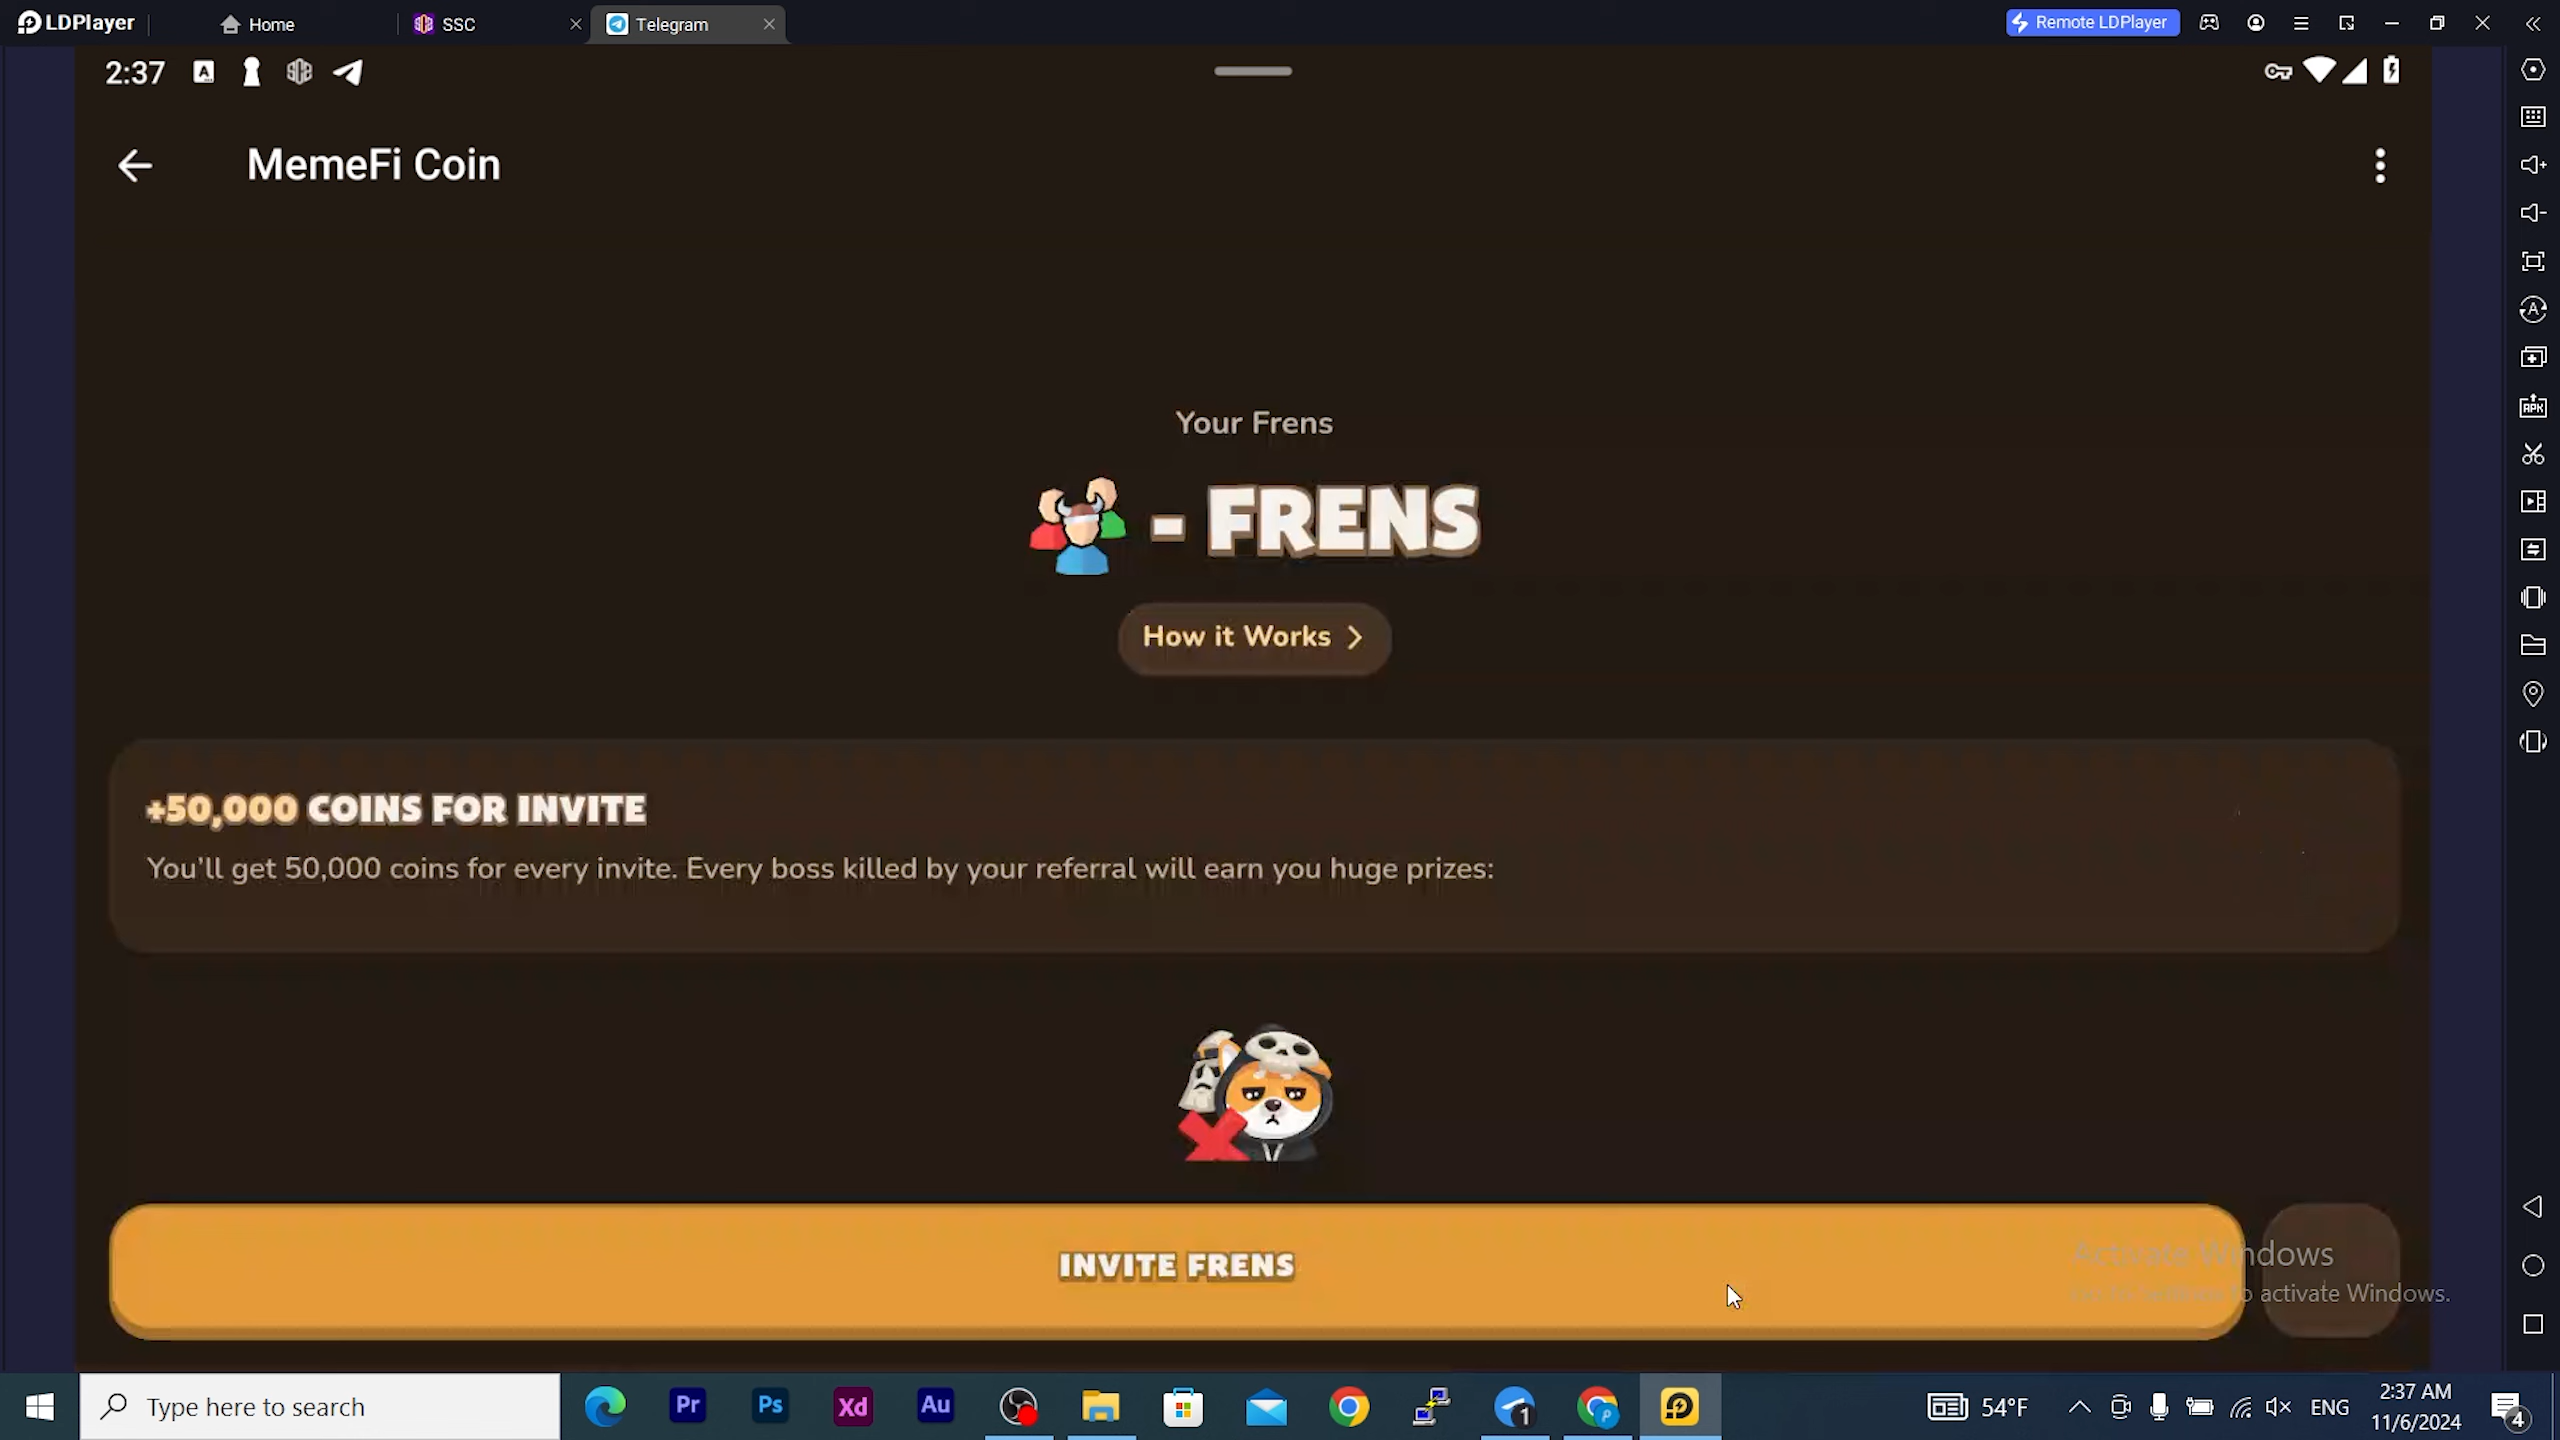 LDPlayer
Home
SSC
Telegram
Remote LDPlayer
2:37
MemeFi Coin
Your Frens
- FRENS
How it Works
+50,000 COINS FOR INVITE
You'll get 50,000 coins for every invite. Every boss killed by your referral will earn you huge prizes:
INVITE FRENS
Activate Windows
to activate Windows.
Type here to search
Pr
Ps
Xd
Au
1
P
54°F
ENG
2:37 AM
11/6/2024
4